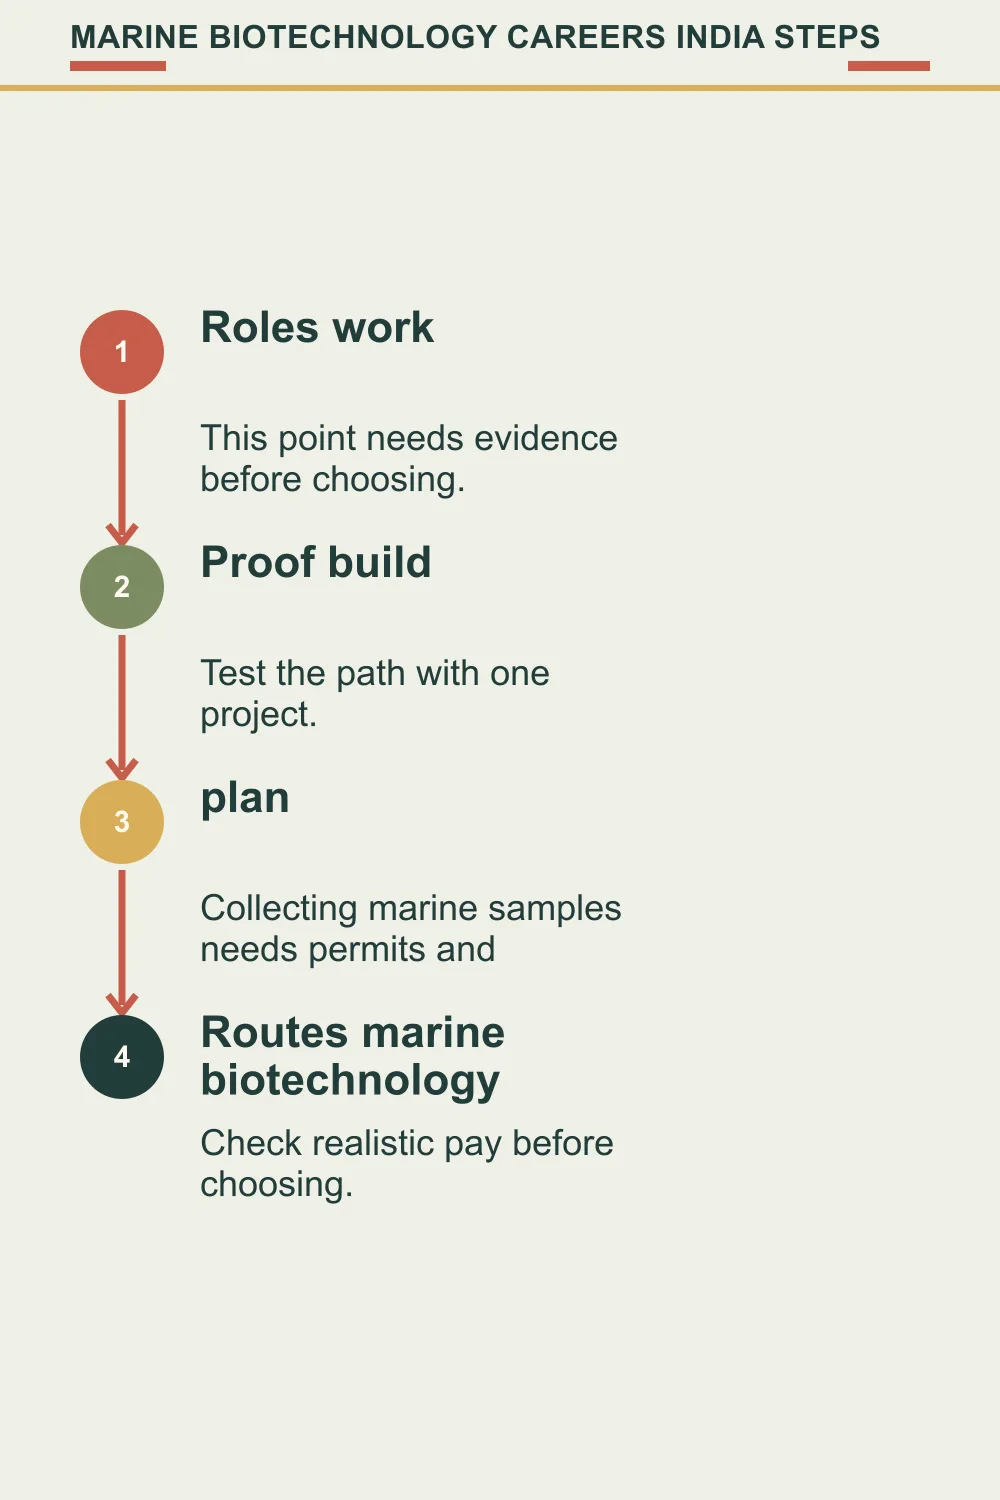 MARINE BIOTECHNOLOGY CAREERS INDIA STEPS
1
Roles work
This point needs evidence
before choosing.
2
Proof build
Test the path with one
project.
3
plan
Collecting marine samples
needs permits and
4
Routes marine
biotechnology
Check realistic pay before
choosing.